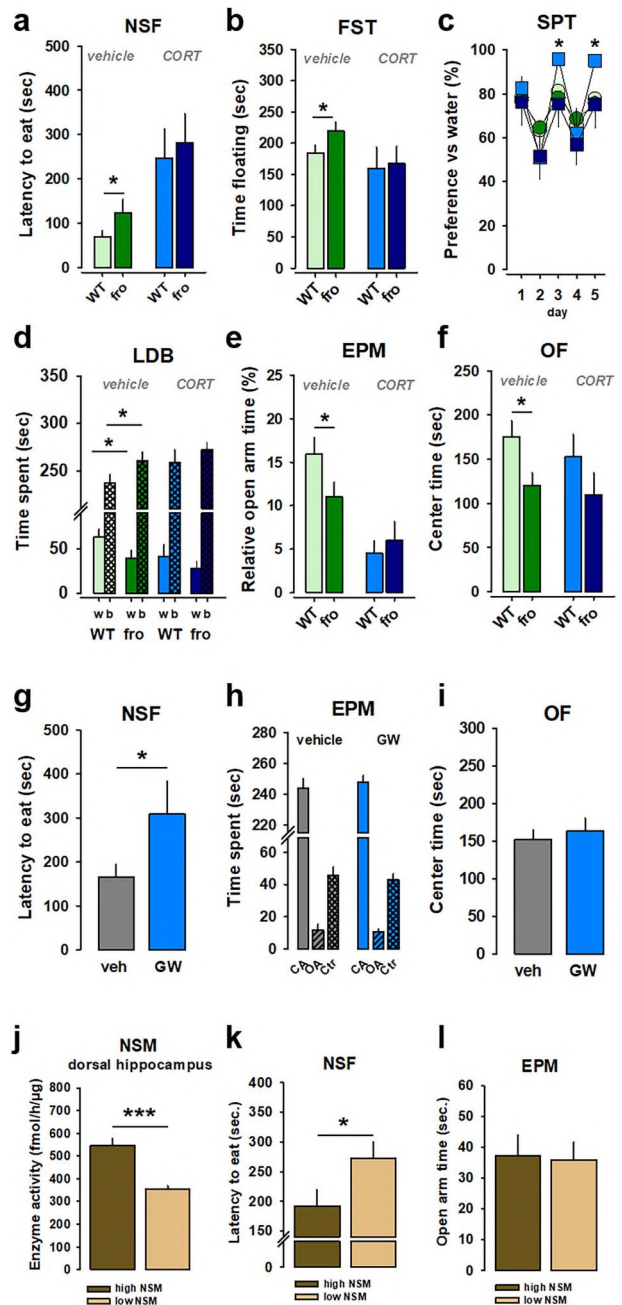 a
NSF
vehicle CORT
Latency to eat (sec)
500
400
300
200
100
0
*
WT fro WT fro
b
FST
vehicle CORT
Time floating (sec)
350
300
250
200
150
100
50
0
*
WT fro WT fro
c
SPT
Preference vs water (%)
100
80
60
40
20
0
* *
1 2 3 4 5
day
d
LDB
vehicle CORT
Time spent (sec)
350
300
250
50
0
*
*
w b w b w b w b
WT fro WT fro
e
EPM
vehicle CORT
Relative open arm time (%)
25
20
15
10
5
0
*
WT fro WT fro
f
OF
vehicle CORT
Center time (sec)
250
200
150
100
50
0
*
WT fro WT fro
g
NSF
Latency to eat (sec)
500
400
300
200
100
0
*
veh GW
h
EPM
vehicle GW
Time spent (sec)
280
260
240
220
60
40
20
0
CA OA Ctr CA OA Ctr
i
OF
Center time (sec)
300
250
200
150
100
50
0
veh GW
j
NSM
dorsal hippocampus
Enzyme activity (fmol/h/µg)
800
700
600
500
400
300
200
100
0
***
high NSM
low NSM
k
NSF
Latency to eat (sec.)
400
350
300
250
200
150
0
*
high NSM
low NSM
l
EPM
Open arm time (sec.)
60
50
40
30
20
10
0
high NSM
low NSM